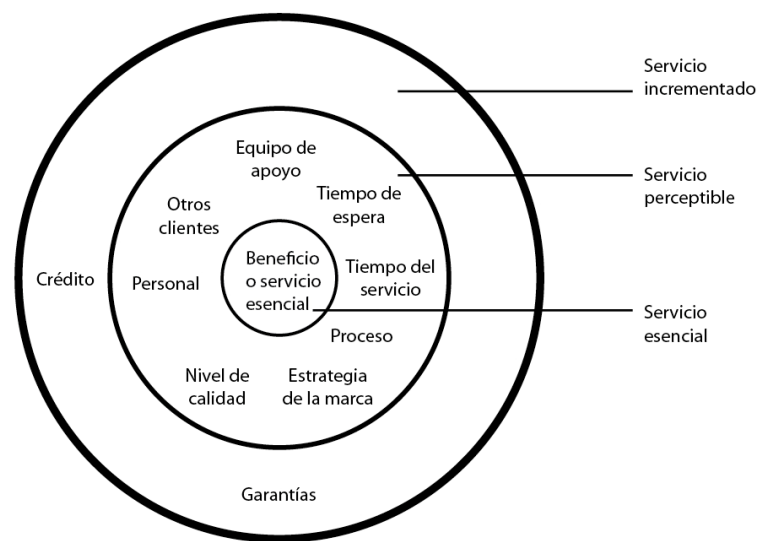 Servicio
incrementado
Equipo de
apoyo
Servicio
perceptible
Tiempo de
espera
Otros
clientes
Beneficio
o servicio
esencial
Tiempo del
servicio
Crédito
Personal
Servicio
esencial
Proceso
Nivel de
calidad
Estrategia
de la marca
Garantías